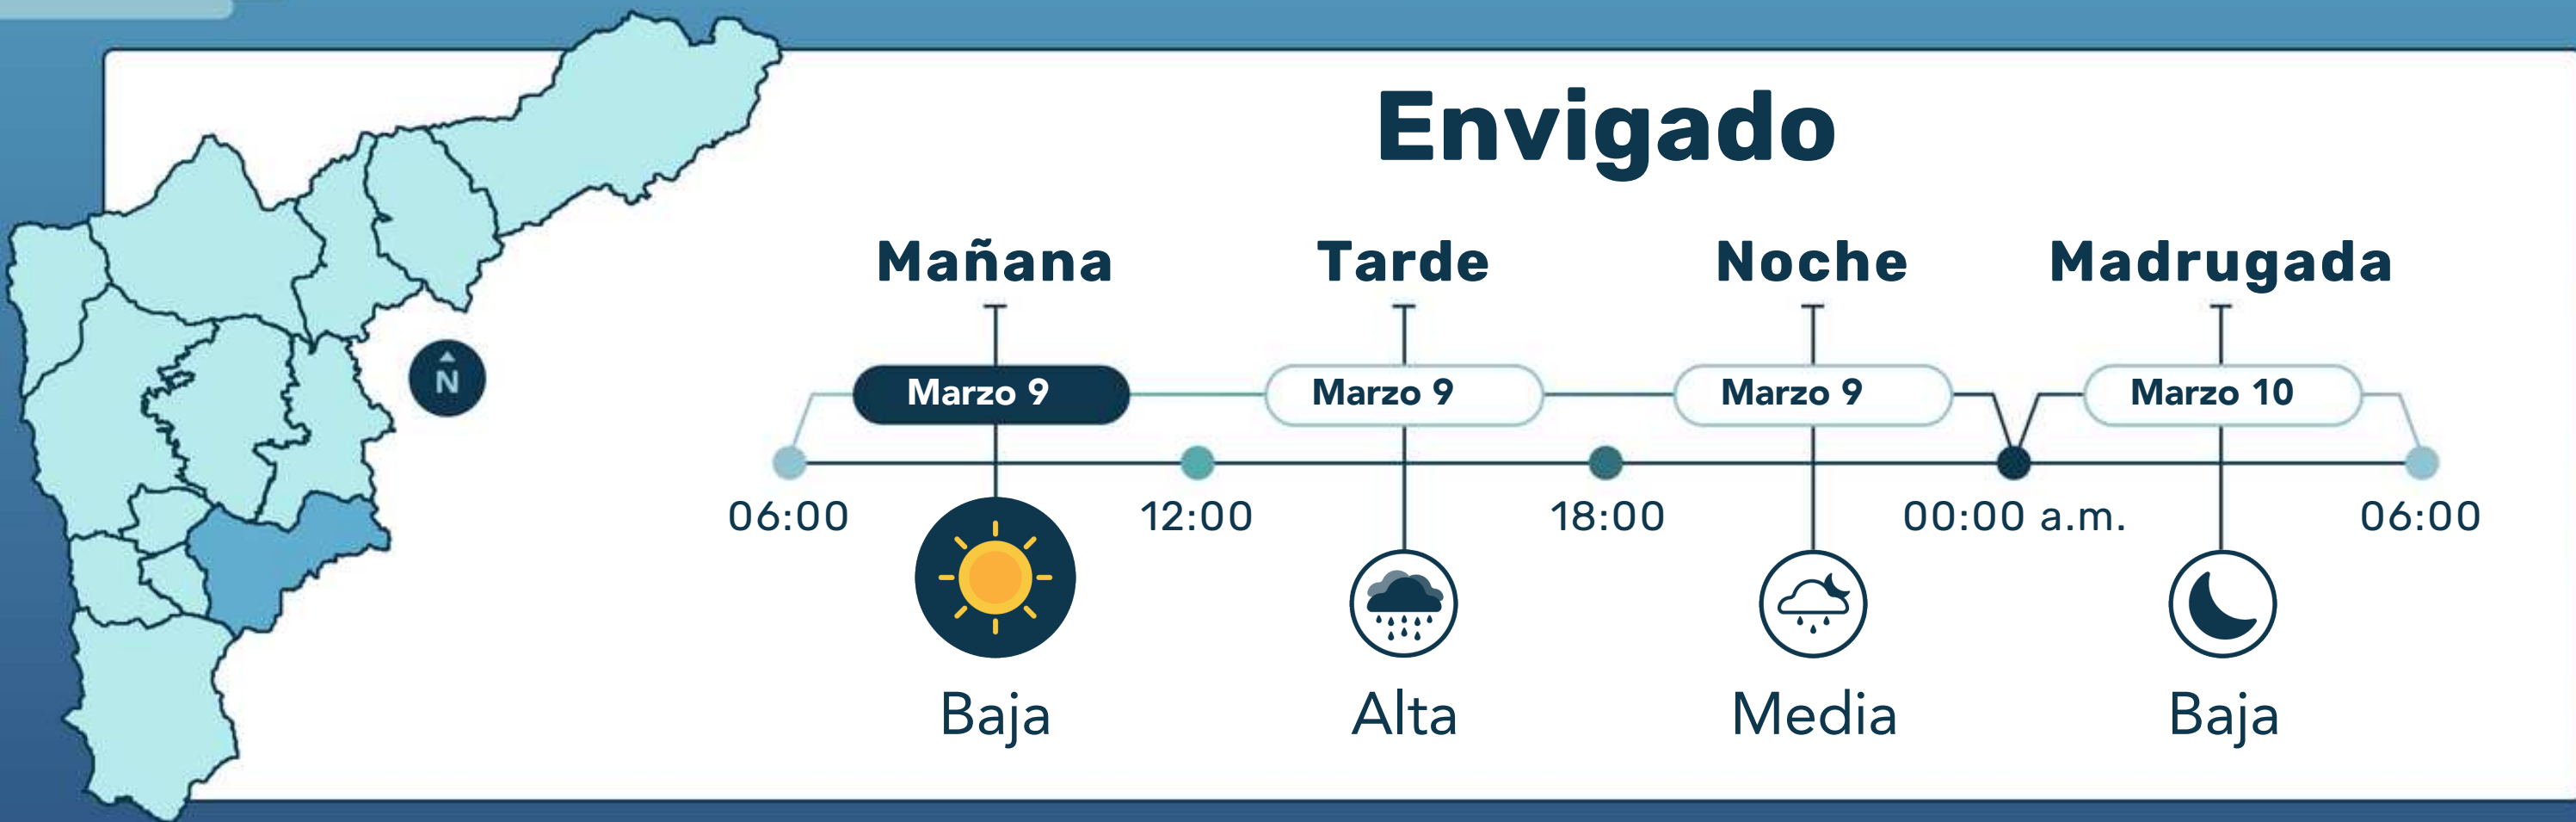 Envigado
Mañana Tarde Noche Madrugada
Marzo 9 Marzo 9 Marzo 9 Marzo 10
N
06:00 12:00 18:00 00:00 a.m. 06:00
Baja Alta Media Baja